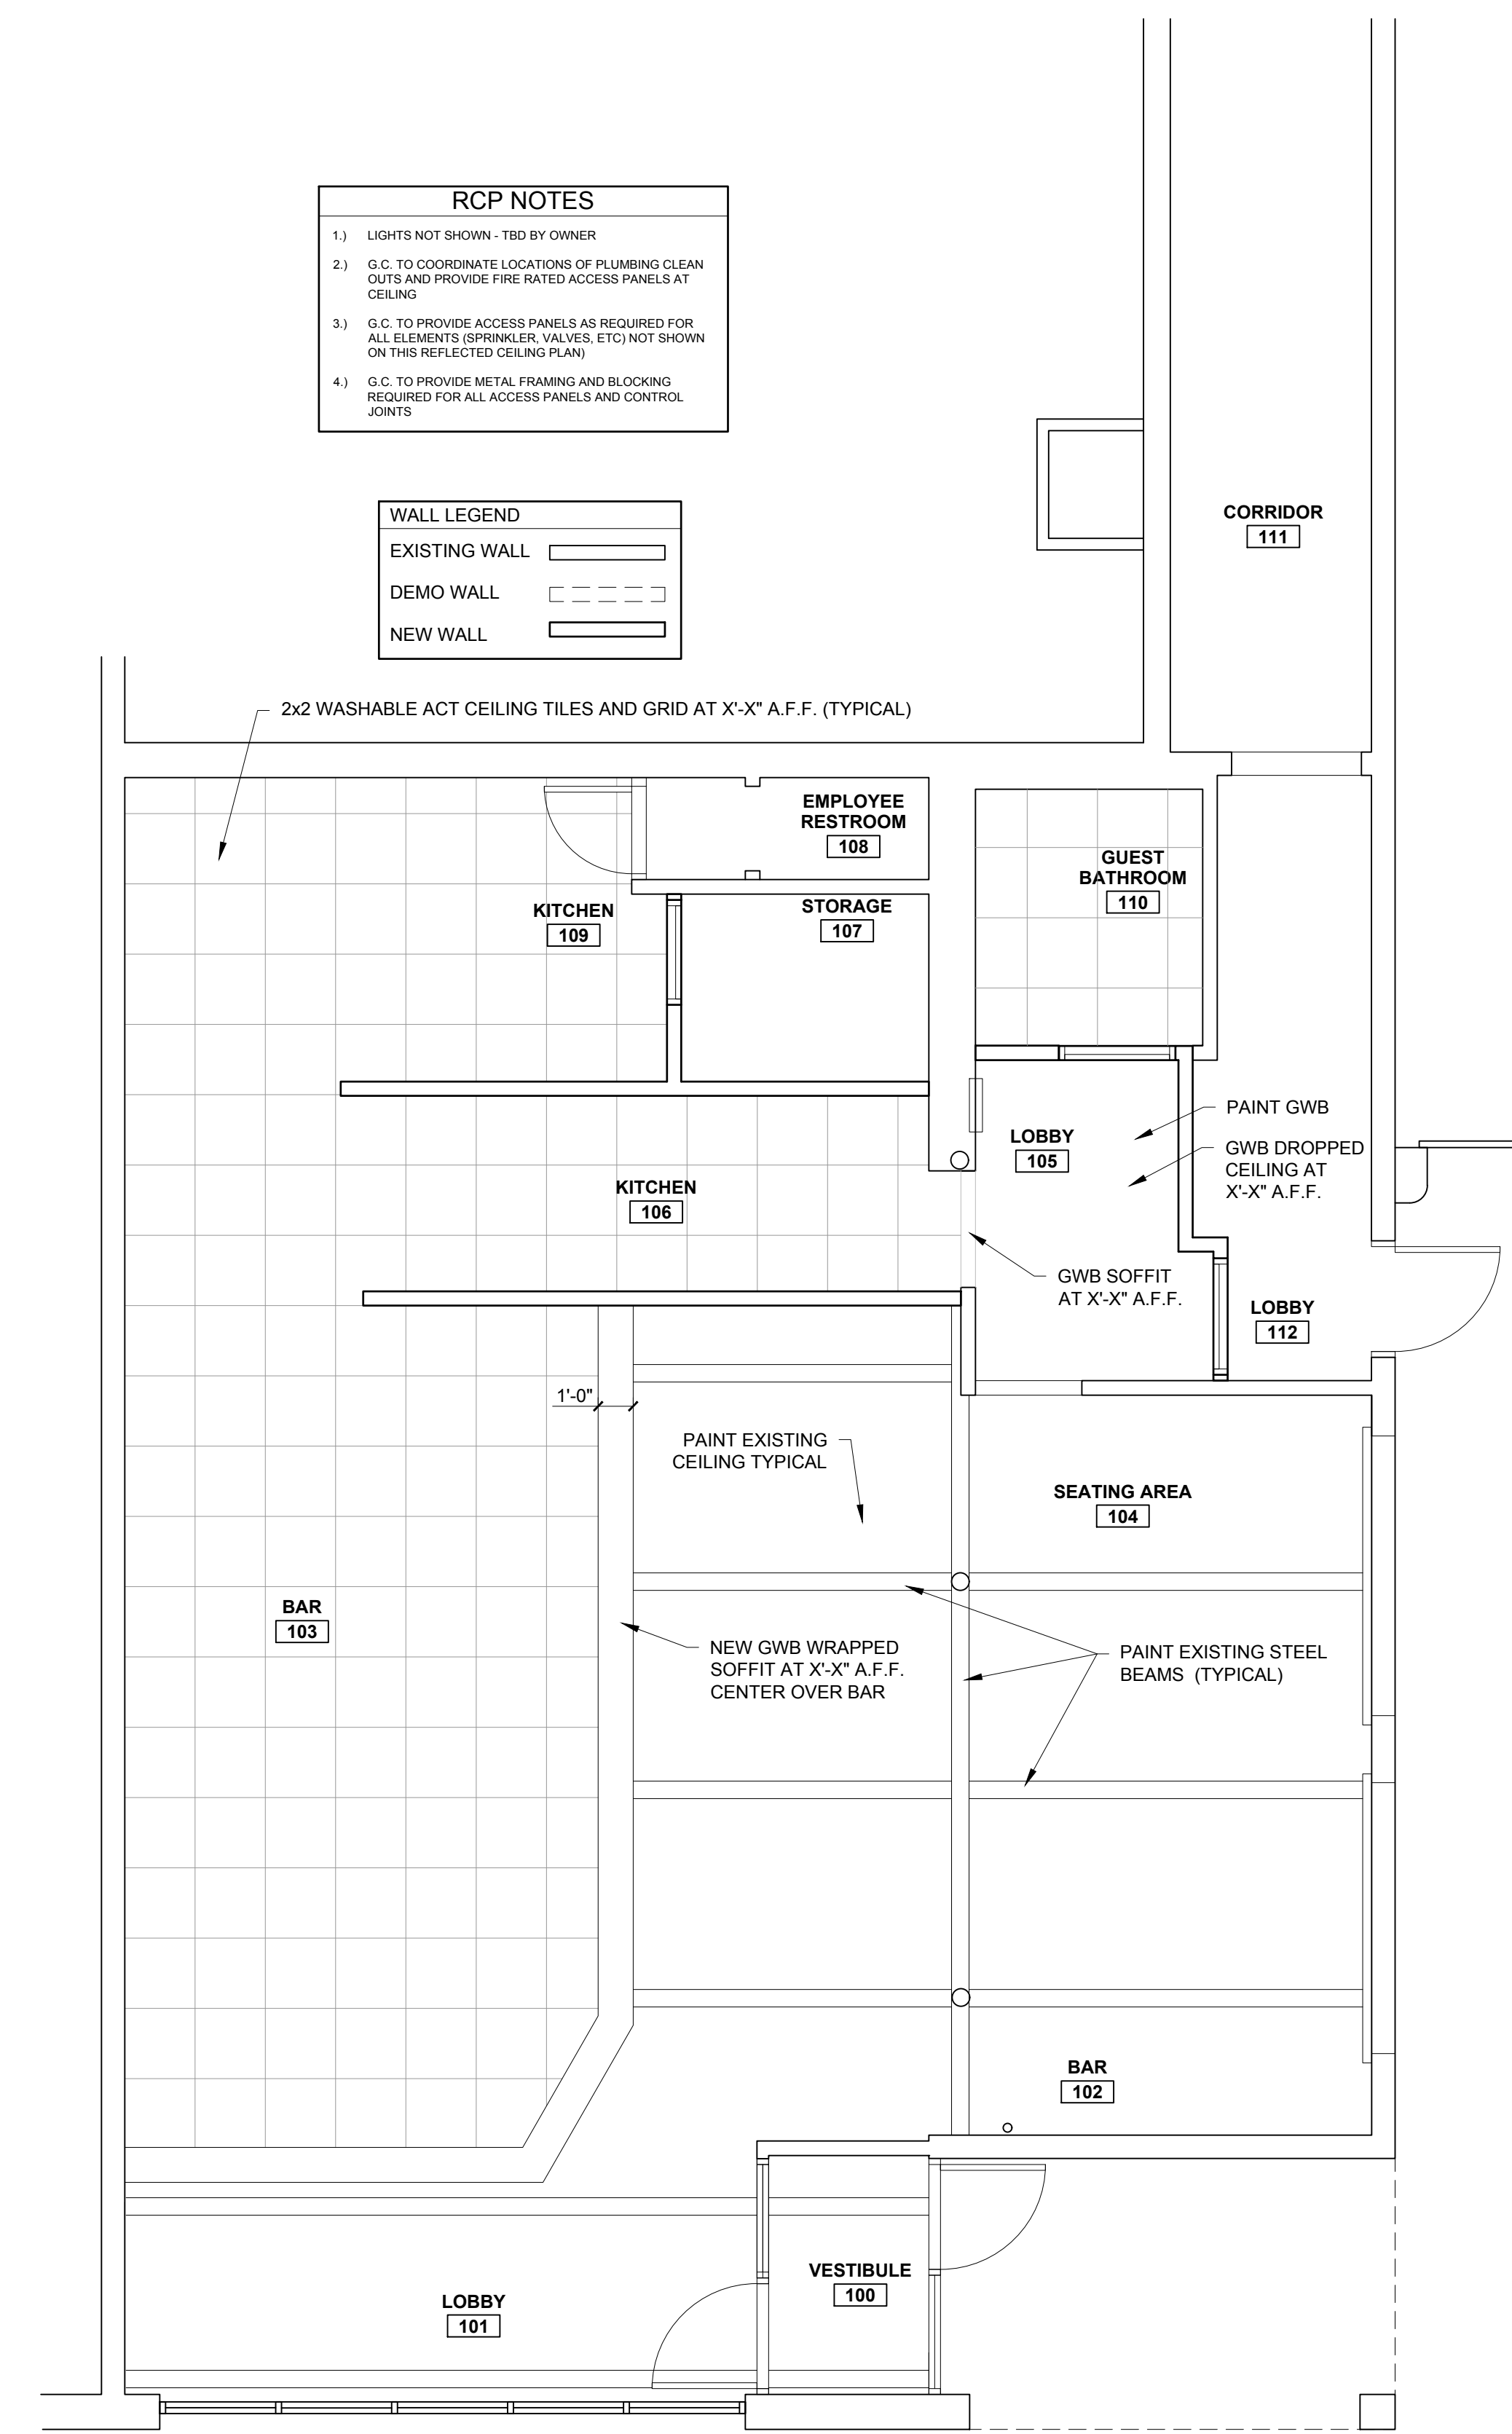 RCP NOTES
1.) LIGHTS NOT SHOWN - TBD BY OWNER
2.) G.C. TO COORDINATE LOCATIONS OF PLUMBING CLEAN
OUTS AND PROVIDE FIRE RATED ACCESS PANELS AT
CEILING
3.) G.C. TO PROVIDE ACCESS PANELS AS REQUIRED FOR
ALL ELEMENTS (SPRINKLER, VALVES, ETC) NOT SHOWN
ON THIS REFLECTED CEILING PLAN)
4.) G.C. TO PROVIDE METAL FRAMING AND BLOCKING
REQUIRED FOR ALL ACCESS PANELS AND CONTROL
JOINTS
WALL LEGEND
EXISTING WALL
DEMO WALL
NEW WALL
CORRIDOR
111
2x2 WASHABLE ACT CEILING TILES AND GRID AT X'-X" A.F.F. (TYPICAL)
EMPLOYEE
RESTROOM
108
GUEST
BATHROOM
110
KITCHEN
109
STORAGE
107
PAINT GWB
LOBBY
105
GWB DROPPED
CEILING AT
X'-X" A.F.F.
KITCHEN
106
GWB SOFFIT
AT X'-X" A.F.F.
LOBBY
112
1'-0"
PAINT EXISTING
CEILING TYPICAL
SEATING AREA
104
BAR
103
NEW GWB WRAPPED
SOFFIT AT X'-X" A.F.F.
CENTER OVER BAR
PAINT EXISTING STEEL
BEAMS (TYPICAL)
BAR
102
VESTIBULE
100
LOBBY
101